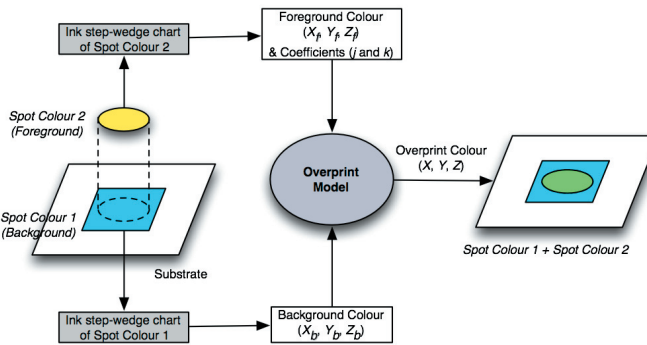 Ink step-wedge chart
of Spot Colour 2
Foreground Colour
(Xf, Yf, Zf)
& Coefficients (j and k)
Spot Colour 2
(Foreground)
Overprint
Model
Overprint Colour
(X, Y, Z)
Spot Colour 1
(Background)
Spot Colour 1 + Spot Colour 2
Substrate
Ink step-wedge chart
of Spot Colour 1
Background Colour
(Xb, Yb, Zb)